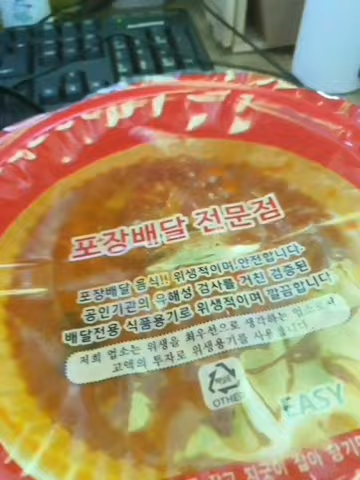 포장배달 전문점
포장배달 음식!! 위생적이며,안전합니다.
공인기관의 유해성 검사를 거친 검증된
배달전용 식품용기로 위생적이며 깔끔합니다
저희 업소는 위생을 최우선으로 생각하는 업소로서
고액의 투자로 위생용기를 사용합니다
OTHER
EASY